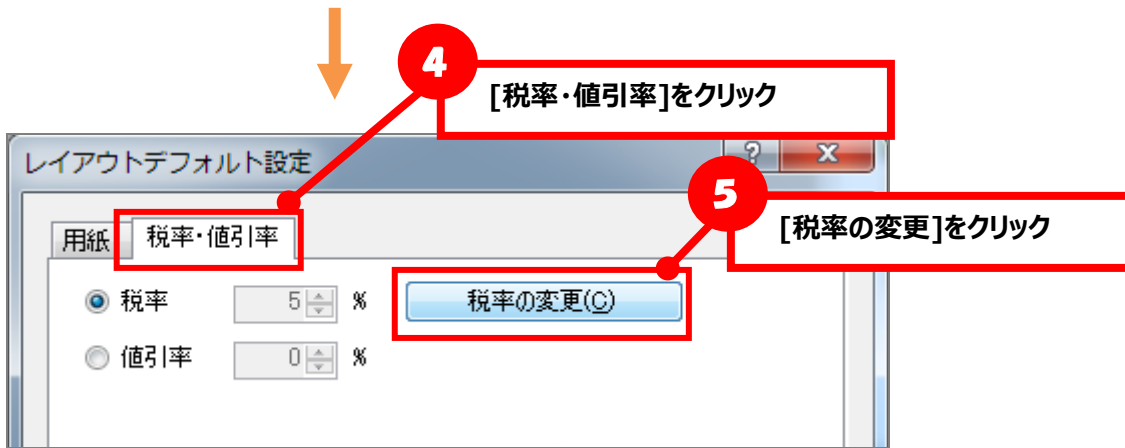 4
[税率・値引率]をクリック
レイアウトデフォルト設定
? x
5
[税率の変更]をクリック
用紙 税率・値引率
税率 5 % 税率の変更(C)
値引率 0 %